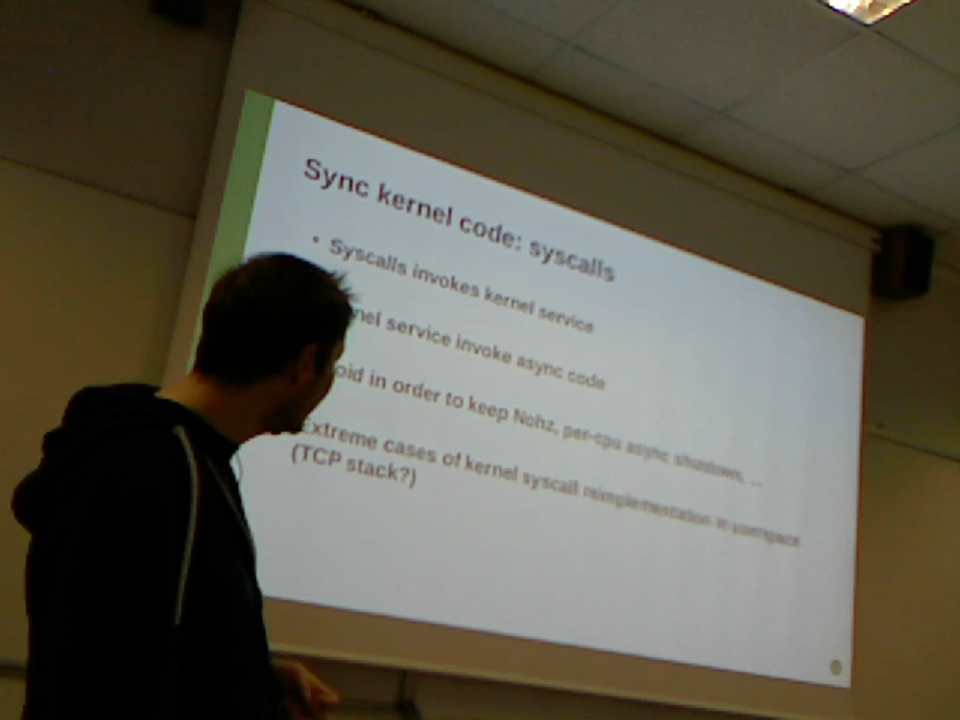 Sync kernel code: syscalls
• Syscalls invokes kernel service
nel service invoke async code
oid in order to keep Nohz, per-cpu async shutdown, ...
Extreme cases of kernel syscall reimplementation in userspace
(TCP stack?)